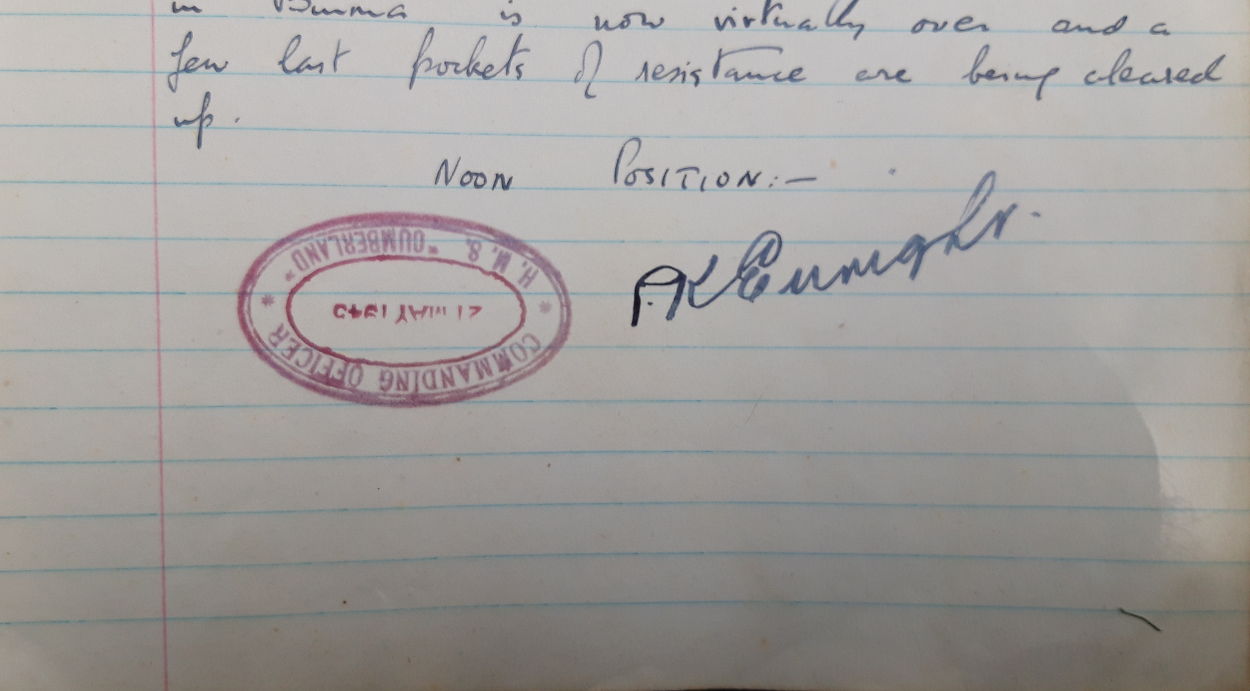 in Burma is now virtually over and a
few last pockets of resistance are being cleared
up.
NOON POSITION:—
P.K Enright.
COMMANDING OFFICER
21 MAY 1945
* H.M.S. "CUMBERLAND" *